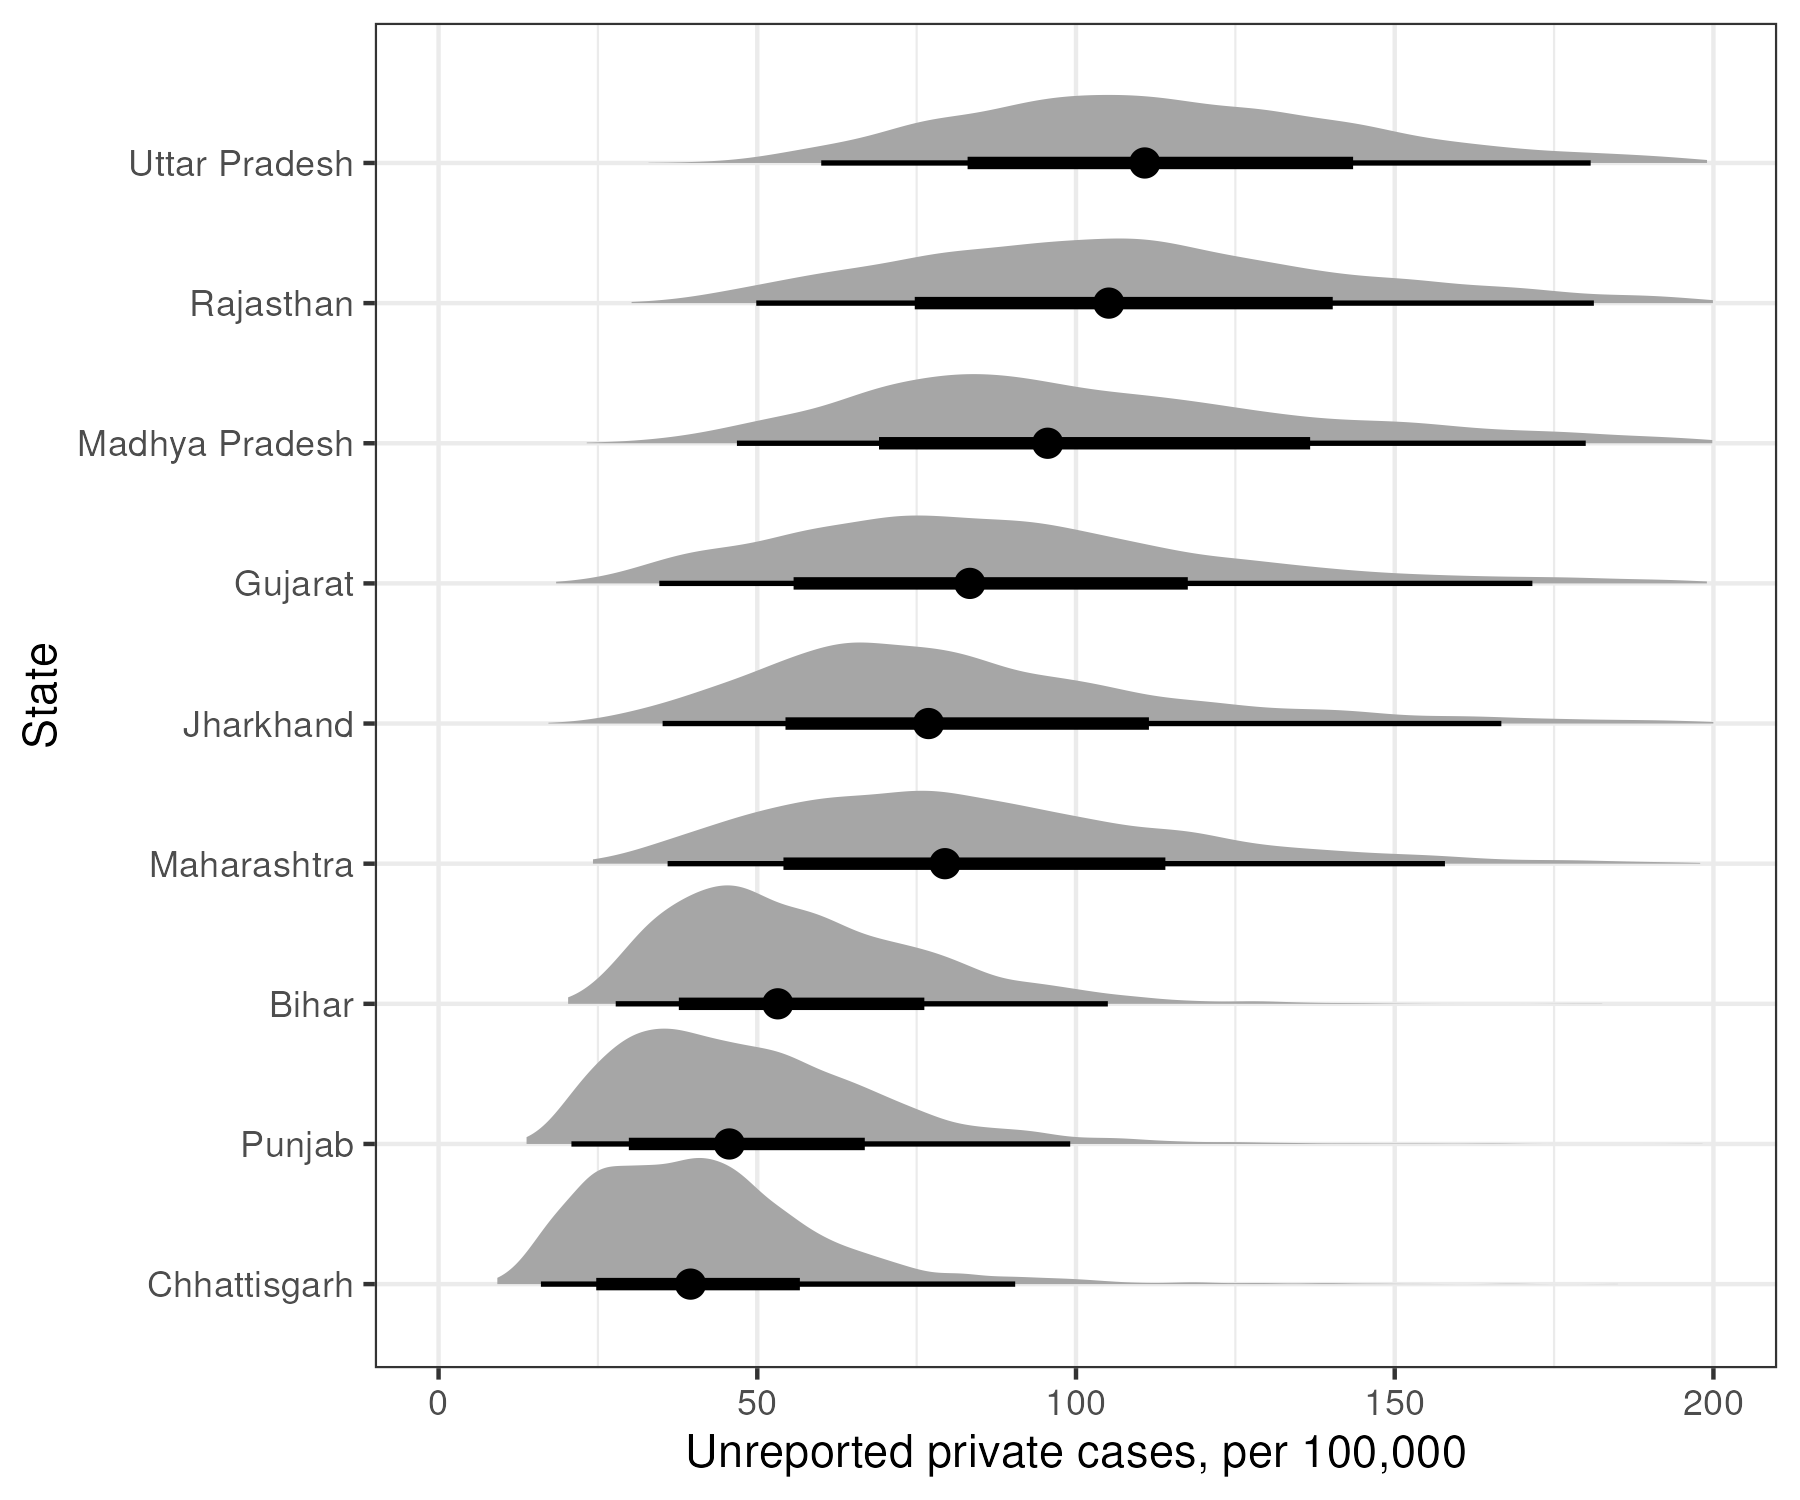 Uttar Pradesh
Rajasthan
Madhya Pradesh
Gujarat
Jharkhand
Maharashtra
Bihar
Punjab
Chhattisgarh
State
0 50 100 150 200
Unreported private cases, per 100,000